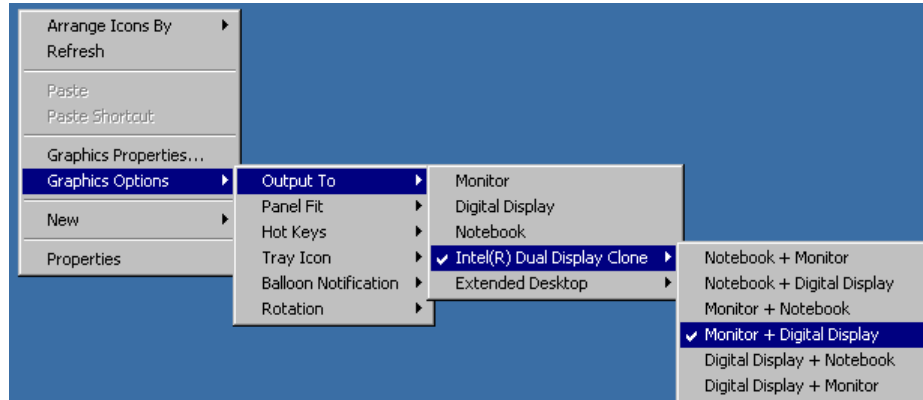 Arrange Icons By
Refresh
Paste
Paste Shortcut
Graphics Properties...
Graphics Options
New
Properties
Output To
Panel Fit
Hot Keys
Tray Icon
Balloon Notification
Rotation
Monitor
Digital Display
Notebook
Intel(R) Dual Display Clone
Extended Desktop
Notebook + Monitor
Notebook + Digital Display
Monitor + Notebook
Monitor + Digital Display
Digital Display + Notebook
Digital Display + Monitor